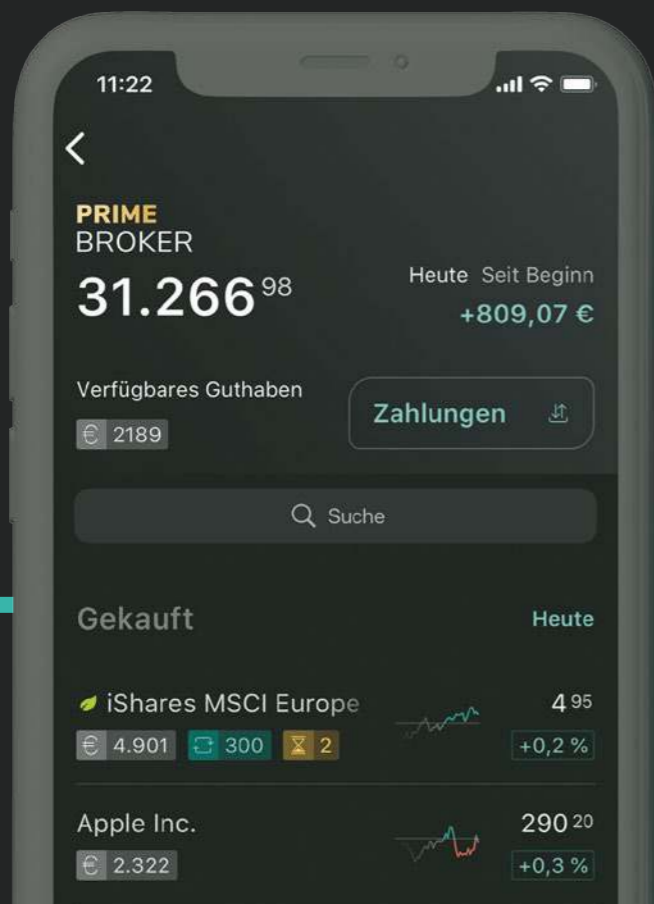 11:22
PRIME
BROKER
31.266 98
Heute Seit Beginn
+809,07 €
Verfügbares Guthaben
€ 2189
Zahlungen
Suche
Gekauft
Heute
iShares MSCI Europe
4 95
€ 4.901 300 2
+0,2 %
Apple Inc.
290 20
€ 2.322
+0,3 %